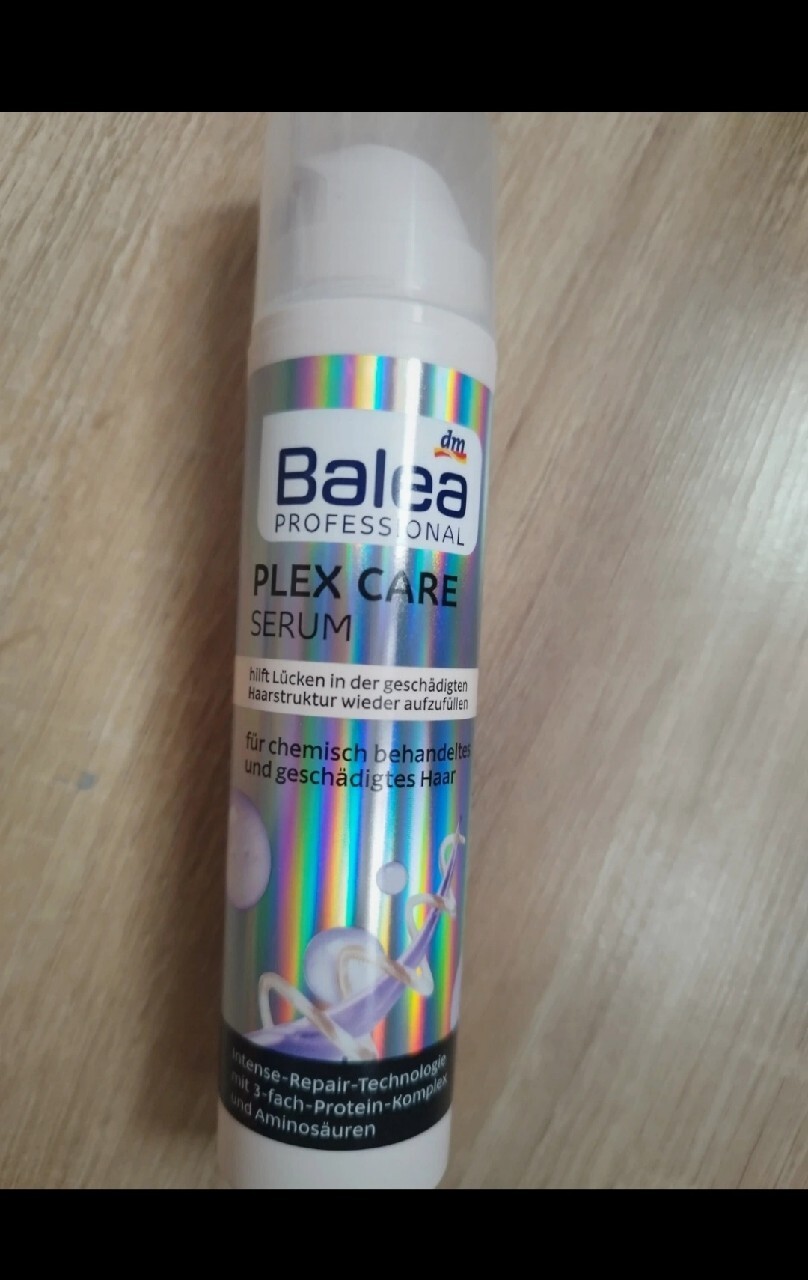 dm
Balea
PROFESSIONAL
PLEX CARE
SERUM
hilft Lücken in der geschädigten
Haarstruktur wieder aufzufüllen
für chemisch behandeltes
und geschädigtes Haar
Intense-Repair-Technologie
mit 3-fach-Protein-Komplex
und Aminosäuren